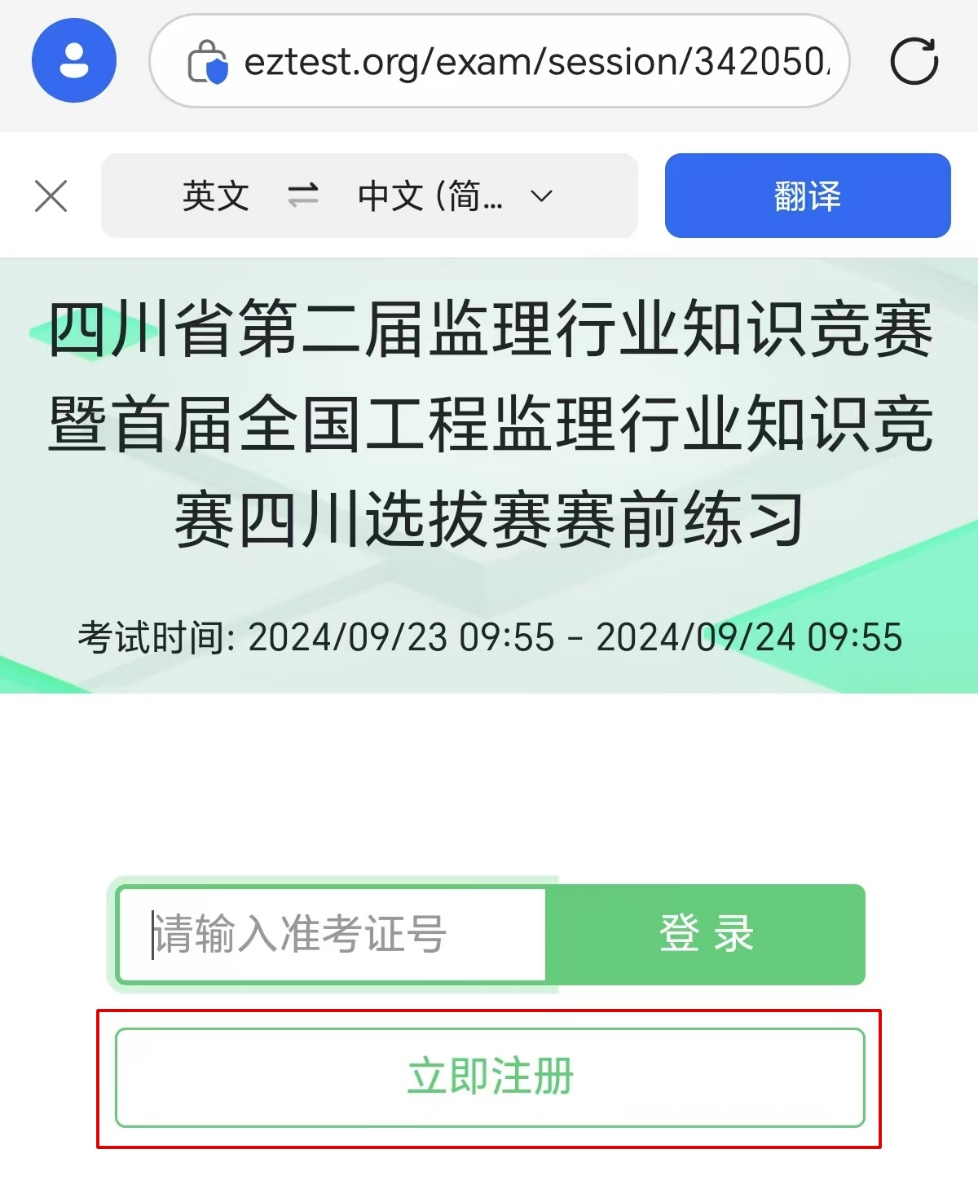 eztest.org/exam/session/342050
英文 ⇌ 中文 (简...
翻译
四川省第二届监理行业知识竞赛
暨首届全国工程监理行业知识竞
赛四川选拔赛赛前练习
考试时间: 2024/09/23 09:55 - 2024/09/24 09:55
请输入准考证号
登 录
立即注册